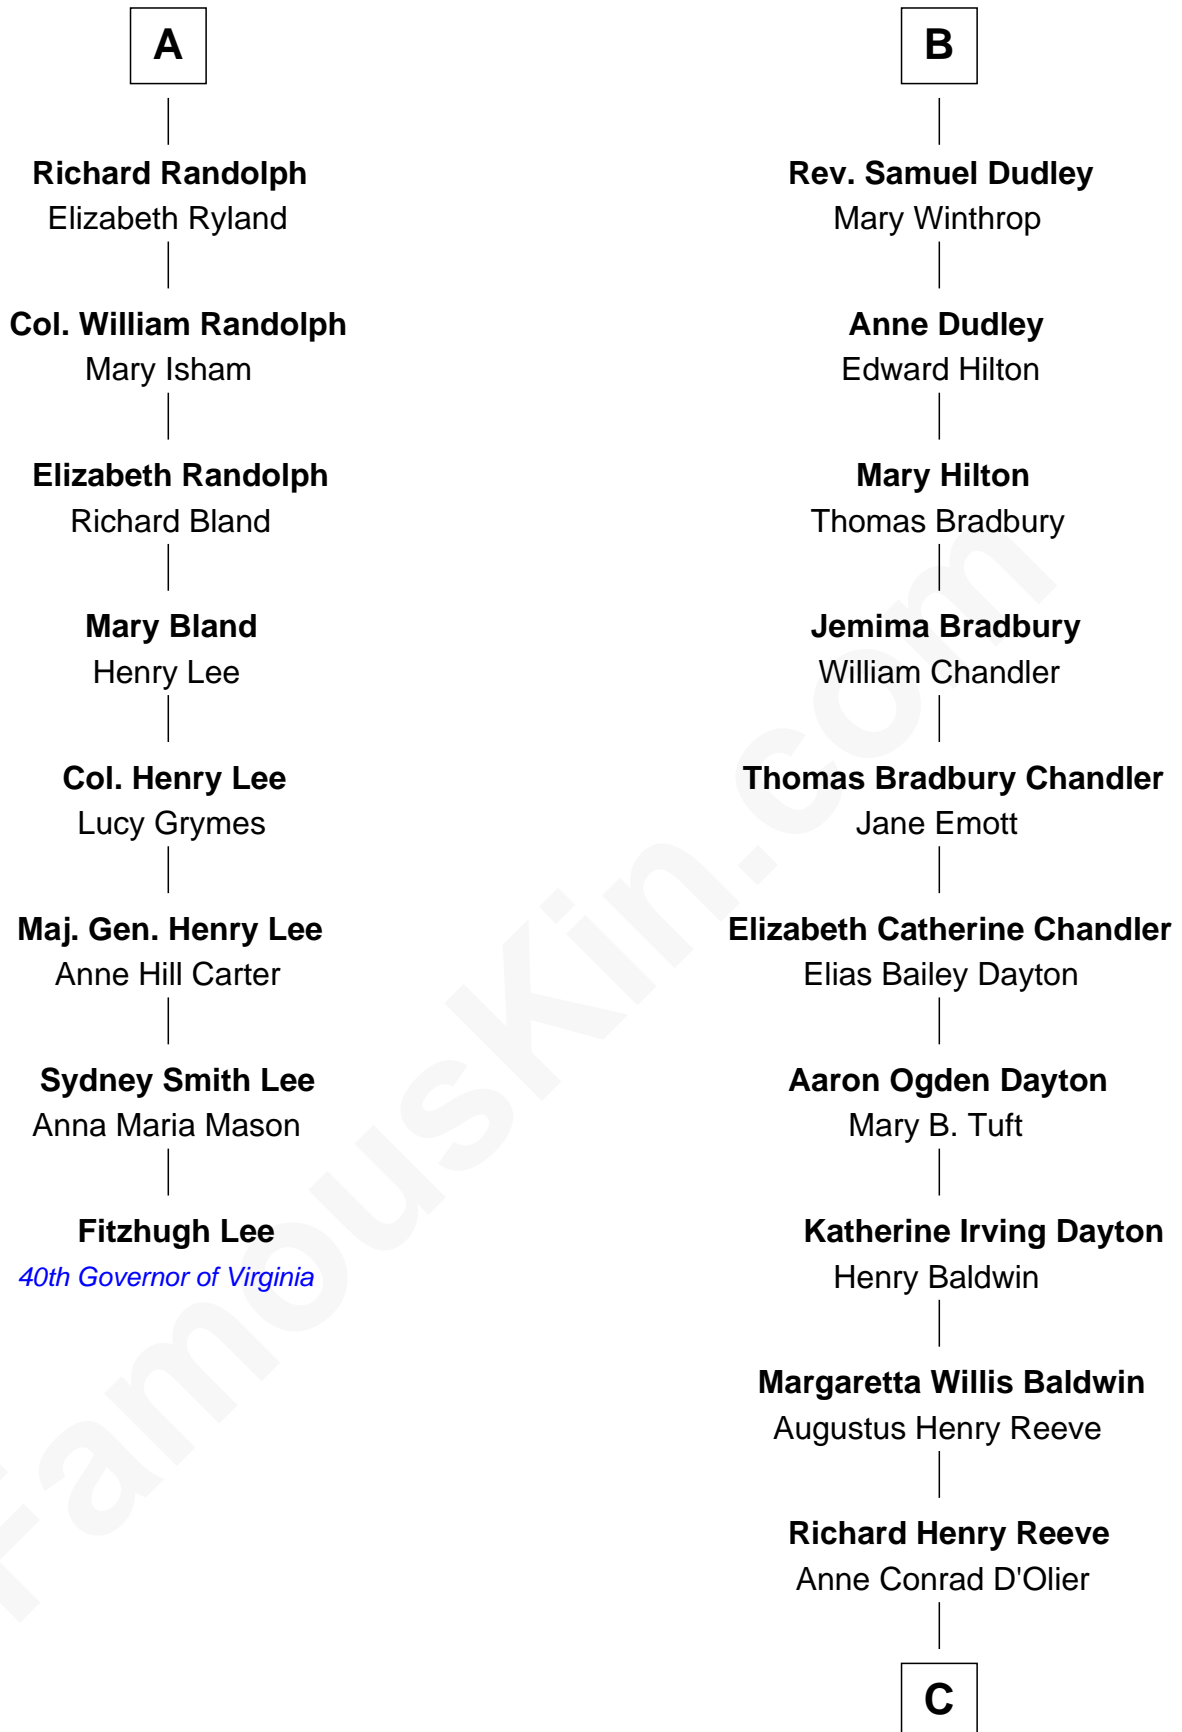 A
Richard Randolph
Elizabeth Ryland
Col. William Randolph
Mary Isham
Elizabeth Randolph
Richard Bland
Mary Bland
Henry Lee
Col. Henry Lee
Lucy Grymes
Maj. Gen. Henry Lee
Anne Hill Carter
Sydney Smith Lee
Anna Maria Mason
Fitzhugh Lee
40th Governor of Virginia
B
Rev. Samuel Dudley
Mary Winthrop
Anne Dudley
Edward Hilton
Mary Hilton
Thomas Bradbury
Jemima Bradbury
William Chandler
Thomas Bradbury Chandler
Jane Emott
Elizabeth Catherine Chandler
Elias Bailey Dayton
Aaron Ogden Dayton
Mary B. Tuft
Katherine Irving Dayton
Henry Baldwin
Margaretta Willis Baldwin
Augustus Henry Reeve
Richard Henry Reeve
Anne Conrad D'Olier
C
FamousKin.com